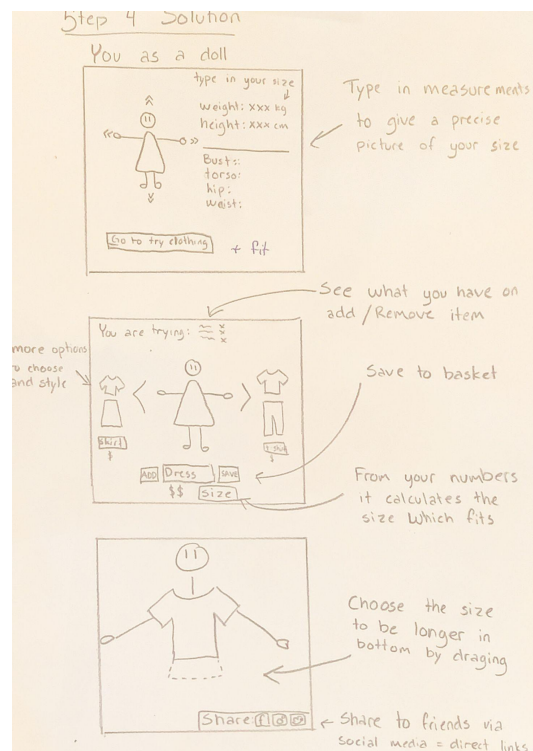 Step 4 Solution
You as a doll
type in your size
weight: xxx kg
height: xxx cm
Bust:
torso:
hip:
waist:
Go to try clothing
+ fit
Type in measurements
to give a precise
picture of your size
See what you have on
add / Remove item
You are trying:
more options
to choose
and style
Shirt
$
$
ADD Dress SAVE
$$ Size
Save to basket
From your numbers
it calculates the
size which fits
Choose the size
to be longer in
bottom by draging
Share f
Share to friends via
social media = direct links